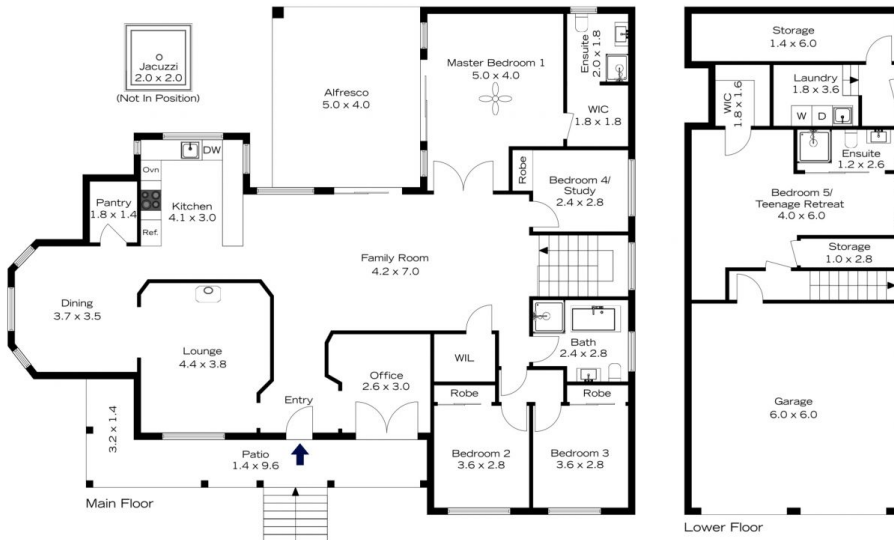 Jacuzzi
2.0 x 2.0
(Not In Position)
Alfresco
5.0 x 4.0
Master Bedroom 1
5.0 x 4.0
Ensuite
2.0 x 1.8
WIC
1.8 x 1.8
Ovn
DW
Kitchen
4.1 x 3.0
Ref.
Pantry
1.8 x 1.4
Robe
Bedroom 4/
Study
2.4 x 2.8
Family Room
4.2 x 7.0
Dining
3.7 x 3.5
Lounge
4.4 x 3.8
Office
2.6 x 3.0
WIL
Bath
2.4 x 2.8
Entry
Robe
Robe
Bedroom 2
3.6 x 2.8
Bedroom 3
3.6 x 2.8
3.2 x 1.4
Patio
1.4 x 9.6
Main Floor
Storage
1.4 x 6.0
WIC
1.8 x 1.6
Laundry
1.8 x 3.6
W D
Ensuite
1.2 x 2.6
Bedroom 5/
Teenage Retreat
4.0 x 6.0
Storage
1.0 x 2.8
Garage
6.0 x 6.0
Lower Floor